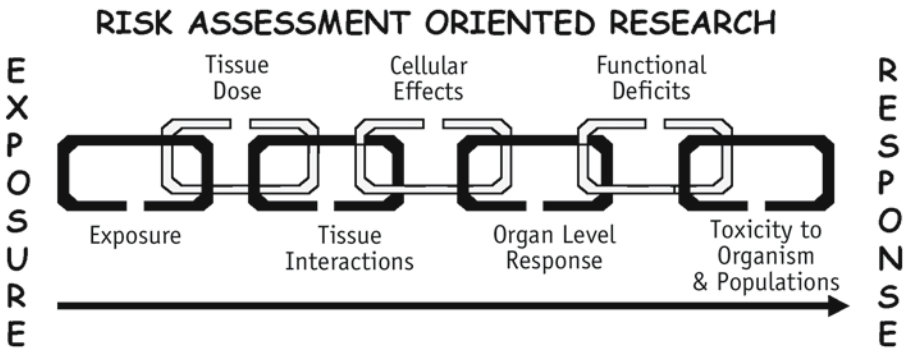 RISK ASSESSMENT ORIENTED RESEARCH
EXPOSURE
Tissue
Dose
Cellular
Effects
Functional
Deficits
Exposure
Tissue
Interactions
Organ Level
Response
Toxicity to
Organism
& Populations
RESPONSE